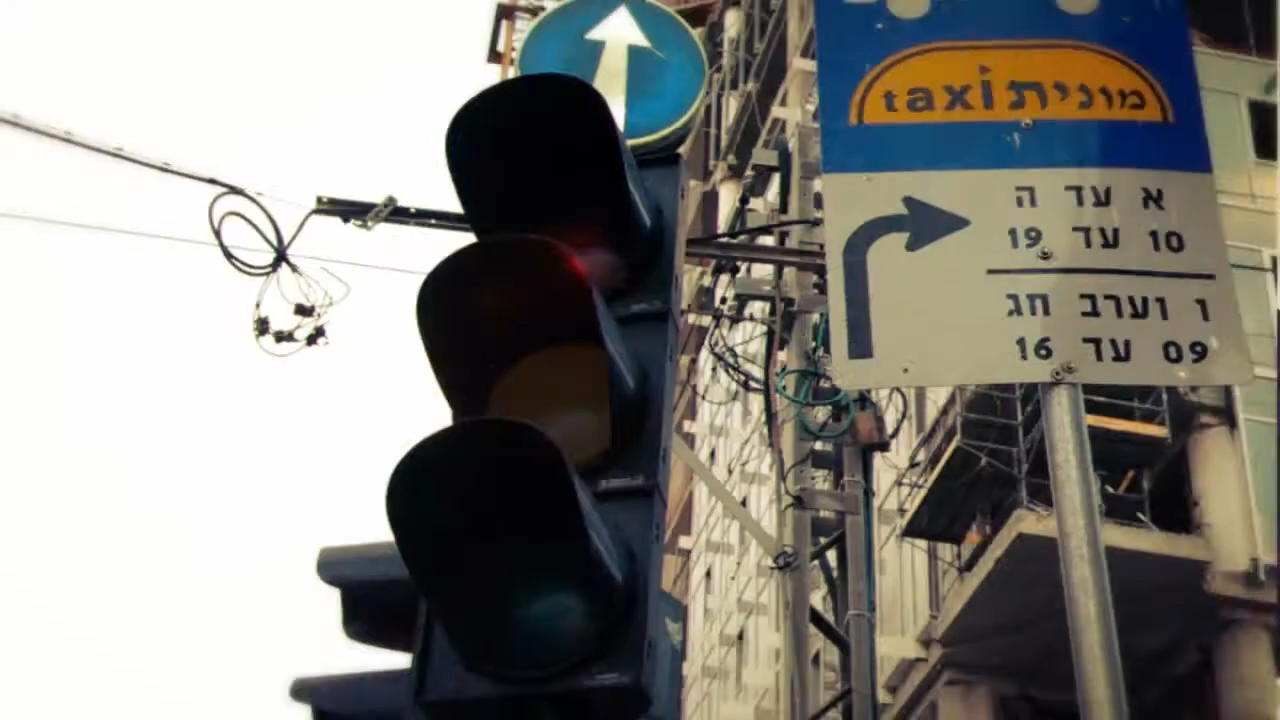 taxi מונית
א עד ה
10 עד 19
ו וערב חג
09 עד 16